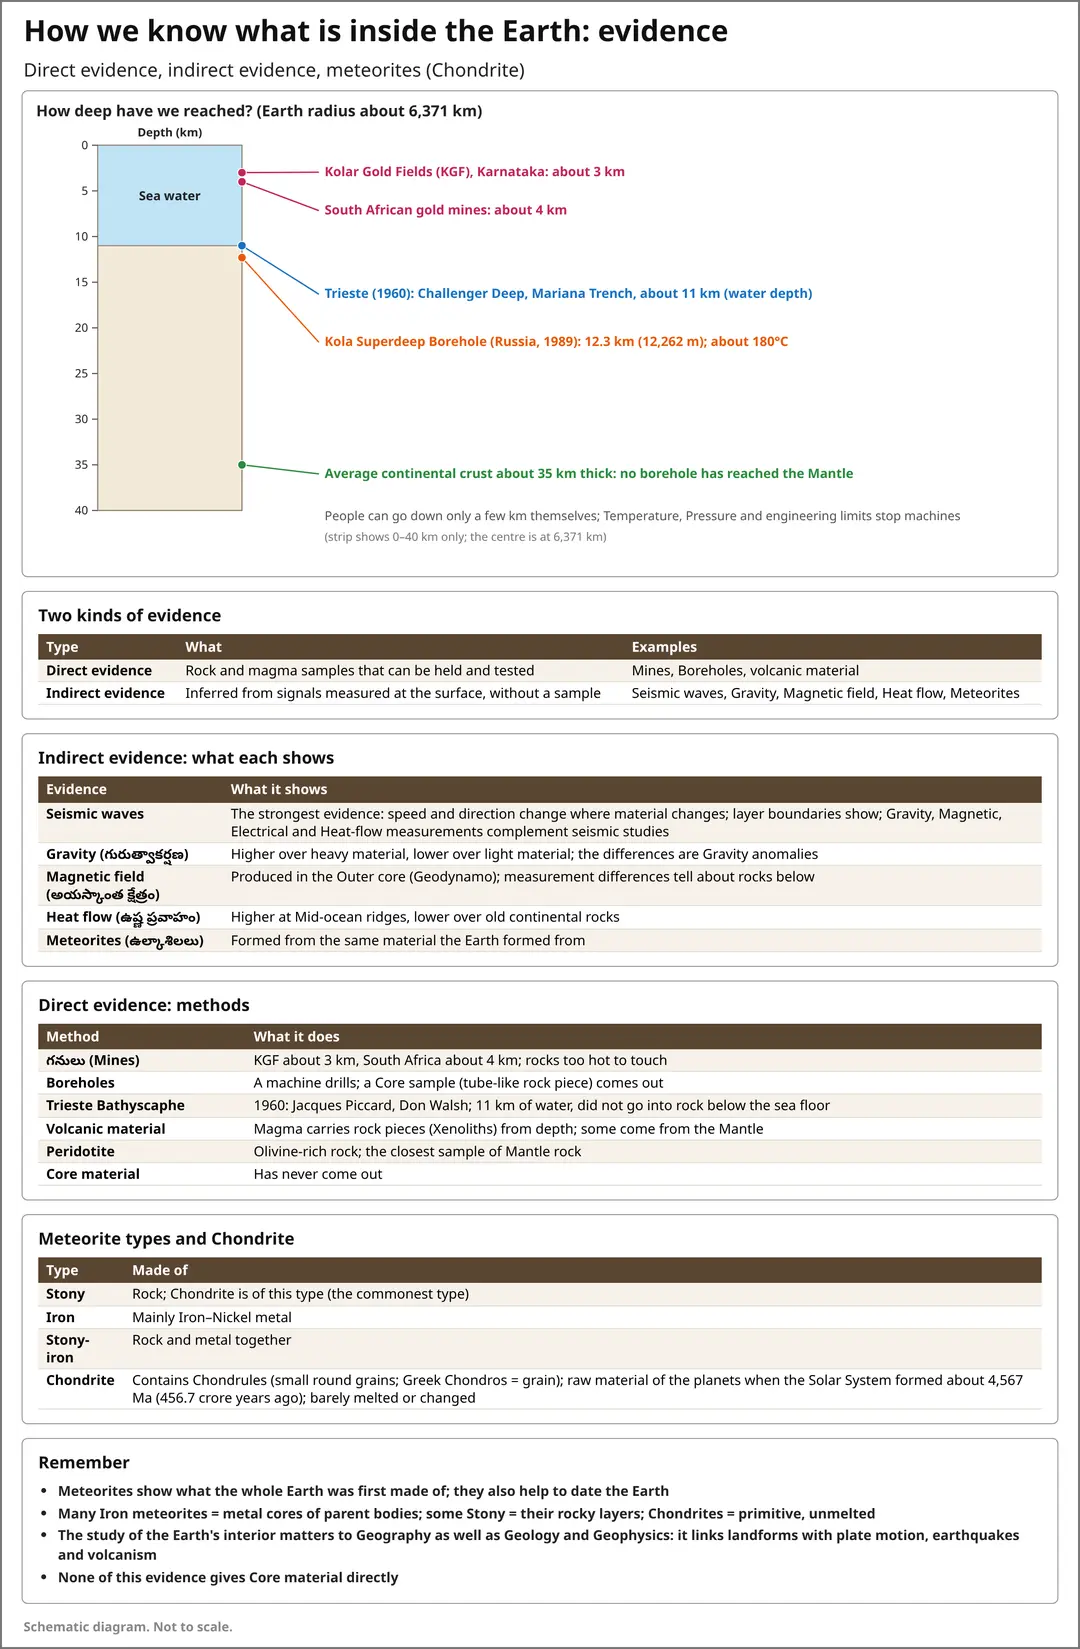 How we know what is inside the Earth: evidence
Direct evidence, indirect evidence, meteorites (Chondrite)
How deep have we reached? (Earth radius about 6,371 km)
Depth (km)
0
5
10
15
20
25
30
35
40
Sea water
Kolar Gold Fields (KGF), Karnataka: about 3 km
South African gold mines: about 4 km
Trieste (1960): Challenger Deep, Mariana Trench, about 11 km (water depth)
Kola Superdeep Borehole (Russia, 1989): 12.3 km (12,262 m); about 180°C
Average continental crust about 35 km thick: no borehole has reached the Mantle
People can go down only a few km themselves; Temperature, Pressure and engineering limits stop machines
(strip shows 0–40 km only; the centre is at 6,371 km)
Two kinds of evidence
Type What Examples
Direct evidence Rock and magma samples that can be held and tested Mines, Boreholes, volcanic material
Indirect evidence Inferred from signals measured at the surface, without a sample Seismic waves, Gravity, Magnetic field, Heat flow, Meteorites
Indirect evidence: what each shows
Evidence What it shows
Seismic waves The strongest evidence: speed and direction change where material changes; layer boundaries show; Gravity, Magnetic,
Electrical and Heat-flow measurements complement seismic studies
Gravity (గురుత్వాకర్షణ) Higher over heavy material, lower over light material; the differences are Gravity anomalies
Magnetic field Produced in the Outer core (Geodynamo); measurement differences tell about rocks below
(అయస్కాంత క్షేత్రం)
Heat flow (ఉష్ణ ప్రవాహం) Higher at Mid-ocean ridges, lower over old continental rocks
Meteorites (ఉల్కాశిలలు) Formed from the same material the Earth formed from
Direct evidence: methods
Method What it does
గనులు (Mines) KGF about 3 km, South Africa about 4 km; rocks too hot to touch
Boreholes A machine drills; a Core sample (tube-like rock piece) comes out
Trieste Bathyscaphe 1960: Jacques Piccard, Don Walsh; 11 km of water, did not go into rock below the sea floor
Volcanic material Magma carries rock pieces (Xenoliths) from depth; some come from the Mantle
Peridotite Olivine-rich rock; the closest sample of Mantle rock
Core material Has never come out
Meteorite types and Chondrite
Type Made of
Stony Rock; Chondrite is of this type (the commonest type)
Iron Mainly Iron–Nickel metal
Stony- Rock and metal together
iron
Chondrite Contains Chondrules (small round grains; Greek Chondros = grain); raw material of the planets when the Solar System formed about 4,567
Ma (456.7 crore years ago); barely melted or changed
Remember
• Meteorites show what the whole Earth was first made of; they also help to date the Earth
• Many Iron meteorites = metal cores of parent bodies; some Stony = their rocky layers; Chondrites = primitive, unmelted
• The study of the Earth's interior matters to Geography as well as Geology and Geophysics: it links landforms with plate motion, earthquakes
and volcanism
• None of this evidence gives Core material directly
Schematic diagram. Not to scale.